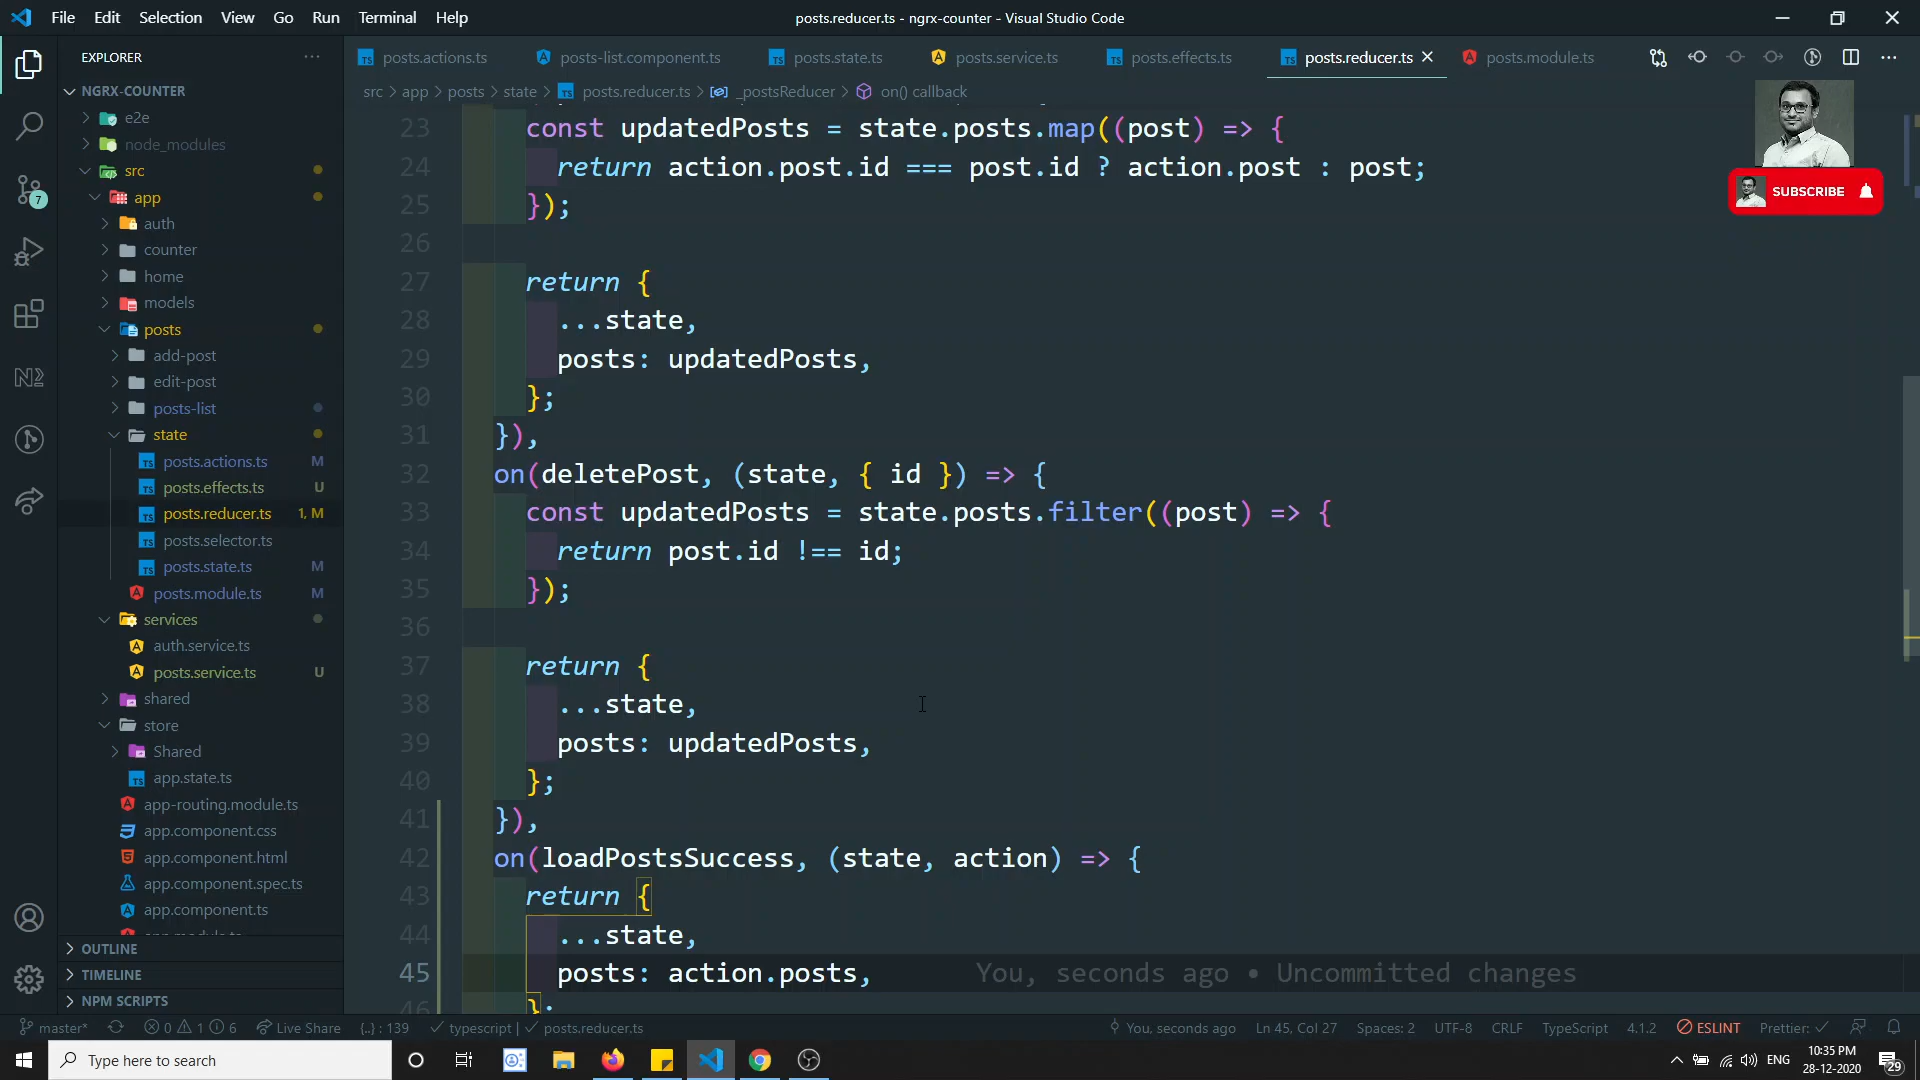 File Edit Selection View Go Run Terminal Help
posts.reducer.ts - ngrx-counter - Visual Studio Code
EXPLORER
posts.actions.ts posts-list.component.ts posts.state.ts posts.service.ts posts.effects.ts posts.reducer.ts posts.module.ts
src > app > posts > state > posts.reducer.ts > _postsReducer > on() callback
NGRX-COUNTER
e2e
node_modules
src
app
auth
counter
home
models
posts
add-post
edit-post
posts-list
state
posts.actions.ts M
posts.effects.ts U
posts.reducer.ts 1, M
posts.selector.ts
posts.state.ts M
posts.module.ts M
services
auth.service.ts
posts.service.ts U
shared
store
Shared
app.state.ts
app-routing.module.ts
app.component.css
app.component.html
app.component.spec.ts
app.component.ts
OUTLINE
TIMELINE
NPM SCRIPTS
7
23 const updatedPosts = state.posts.map((post) => {
24 return action.post.id === post.id ? action.post : post;
25 });
26
27 return {
28 ...state,
29 posts: updatedPosts,
30 };
31 }),
32 on(deletePost, (state, { id }) => {
33 const updatedPosts = state.posts.filter((post) => {
34 return post.id !== id;
35 });
36
37 return {
38 ...state,
39 posts: updatedPosts,
40 };
41 }),
42 on(loadPostsSuccess, (state, action) => {
43 return {
44 ...state,
45 posts: action.posts, You, seconds ago • Uncommitted changes
46 };
SUBSCRIBE
master* 0 1 6 Live Share {..} : 139 typescript | posts.reducer.ts You, seconds ago Ln 45, Col 27 Spaces: 2 UTF-8 CRLF TypeScript 4.1.2 ESLINT Prettier:
Type here to search
ENG
10:35 PM
28-12-2020
29